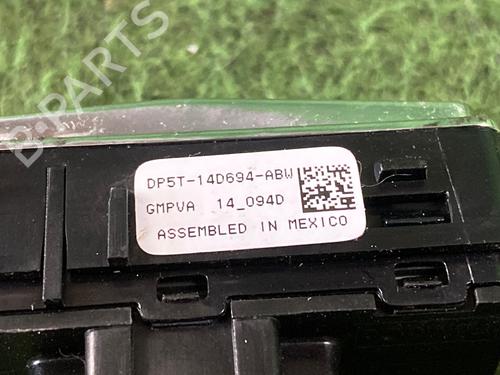 B-PARTS
DP5T-14D694-ABW
GMPVA 14_094D
ASSEMBLED IN MEXICO